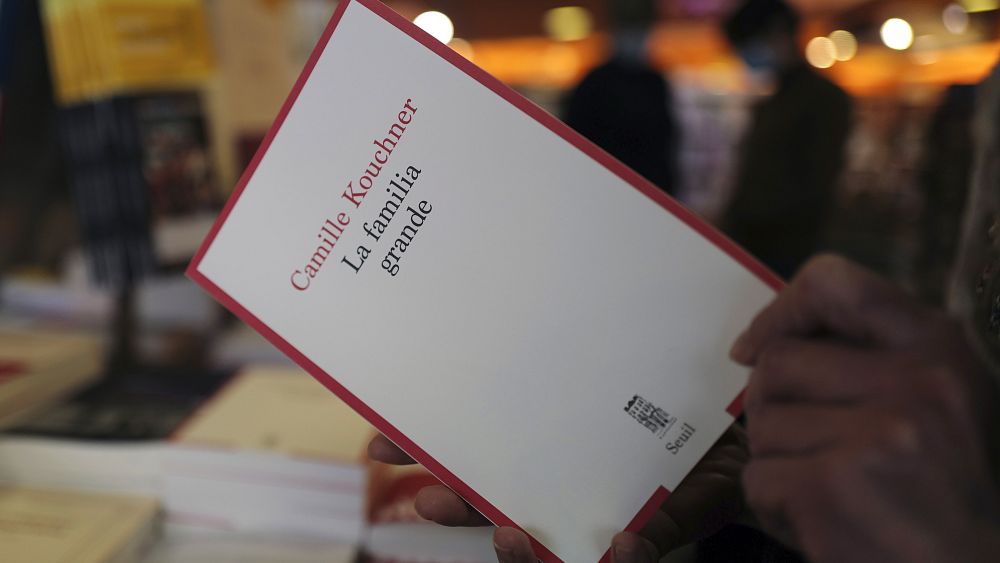 Camille Kouchner
La familia
grande
Seuil